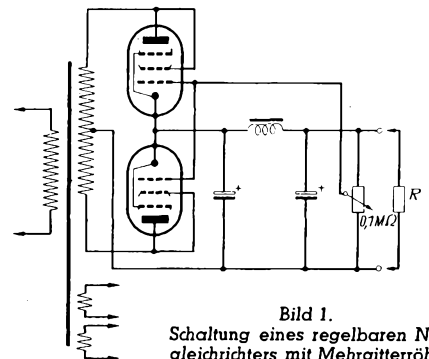 +
+
0,1MΩ
R
Bild 1.
Schaltung eines regelbaren
gleichrichters mit